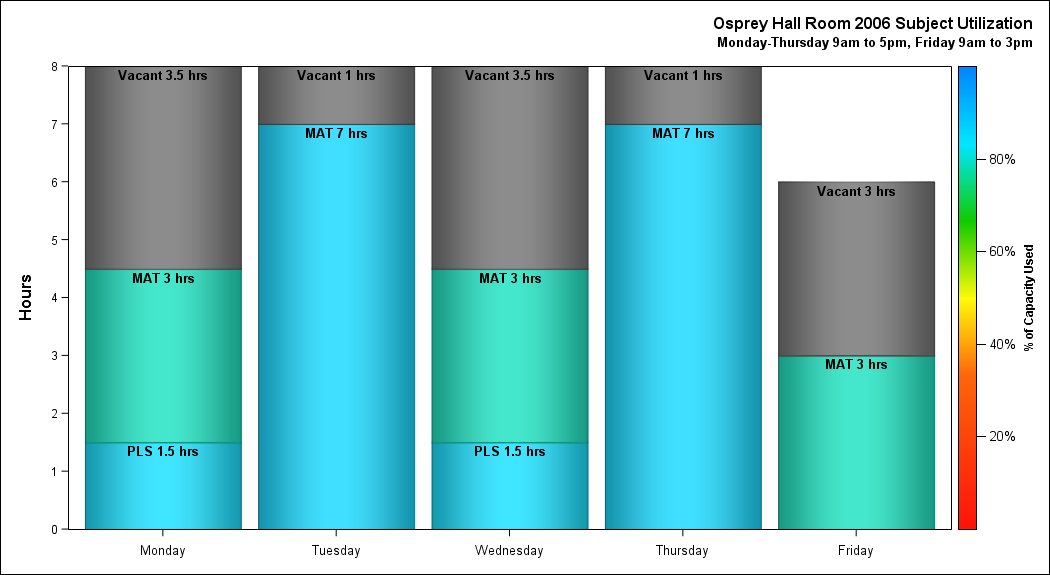 Osprey Hall Room 2006 Subject Utilization
Monday-Thursday 9am to 5pm, Friday 9am to 3pm
Hours
8
7
6
5
4
3
2
1
0
Vacant 3.5 hrs
MAT 3 hrs
PLS 1.5 hrs
Vacant 1 hrs
MAT 7 hrs
Vacant 3.5 hrs
MAT 3 hrs
PLS 1.5 hrs
Vacant 1 hrs
MAT 7 hrs
Vacant 3 hrs
MAT 3 hrs
Monday
Tuesday
Wednesday
Thursday
Friday
80%
60%
40%
20%
% of Capacity Used